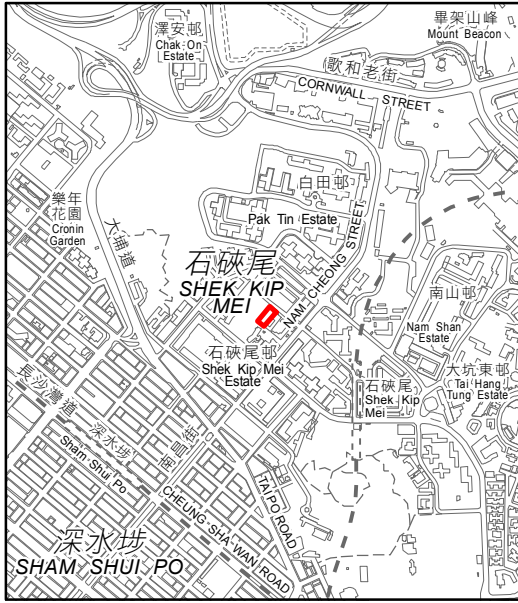 澤安邨
Chak On
Estate
畢架山峰
Mount Beacon
歌和老街
CORNWALL STREET
樂年
花園
Cronin
Garden
大埔道
白田邨
Pak Tin Estate
石硤尾
SHEK KIP
MEI
NAM CHEONG STREET
南山邨
Nam Shan
Estate
石硤尾邨
Shek Kip Mei
Estate
石硤尾
Shek Kip
Mei
大坑東邨
Tai Hang
Tung Estate
長沙灣道
深水埗
Sham Shui Po
南昌街
CHEUNG SHA WAN ROAD
TAI PO ROAD
深水埗
SHAM SHUI PO